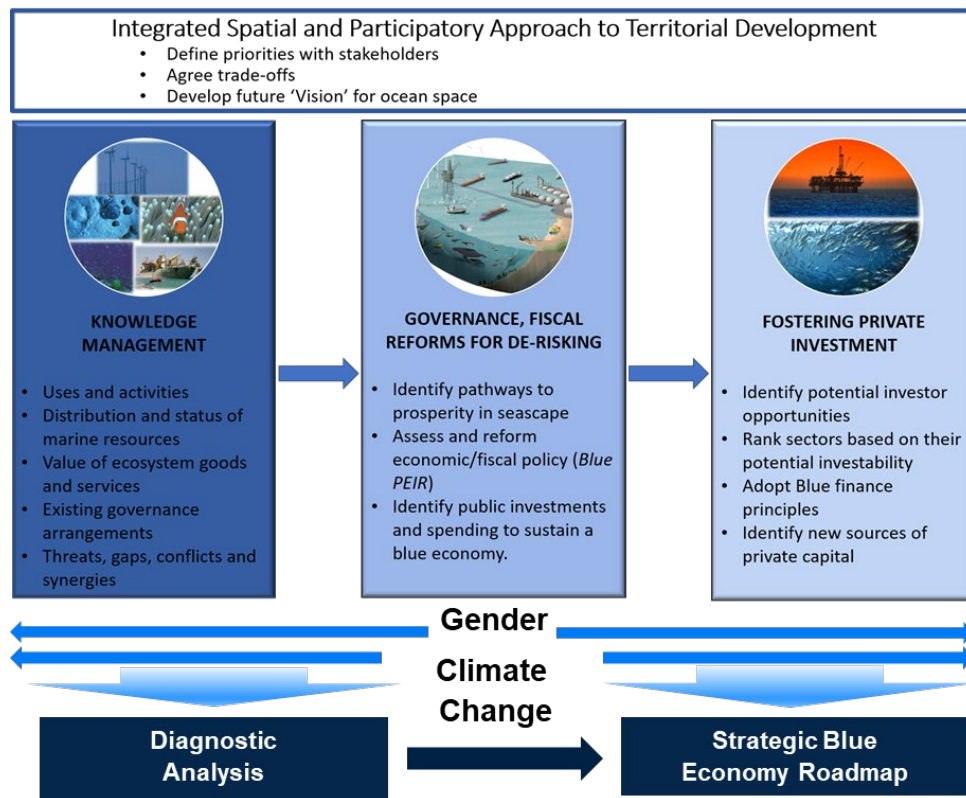 Integrated Spatial and Participatory Approach to Territorial Development
• Define priorities with stakeholders
• Agree trade-offs
• Develop future ‘Vision’ for ocean space
KNOWLEDGE
MANAGEMENT
• Uses and activities
• Distribution and status of
marine resources
• Value of ecosystem goods
and services
• Existing governance
arrangements
• Threats, gaps, conflicts and
synergies
GOVERNANCE, FISCAL
REFORMS FOR DE-RISKING
• Identify pathways to
prosperity in seascape
• Assess and reform
economic/fiscal policy (Blue
PEIR)
• Identify public investments
and spending to sustain a
blue economy.
FOSTERING PRIVATE
INVESTMENT
• Identify potential investor
opportunities
• Rank sectors based on their
potential investability
• Adopt Blue finance
principles
• Identify new sources of
private capital
Gender
Climate
Change
Diagnostic
Analysis
Strategic Blue
Economy Roadmap